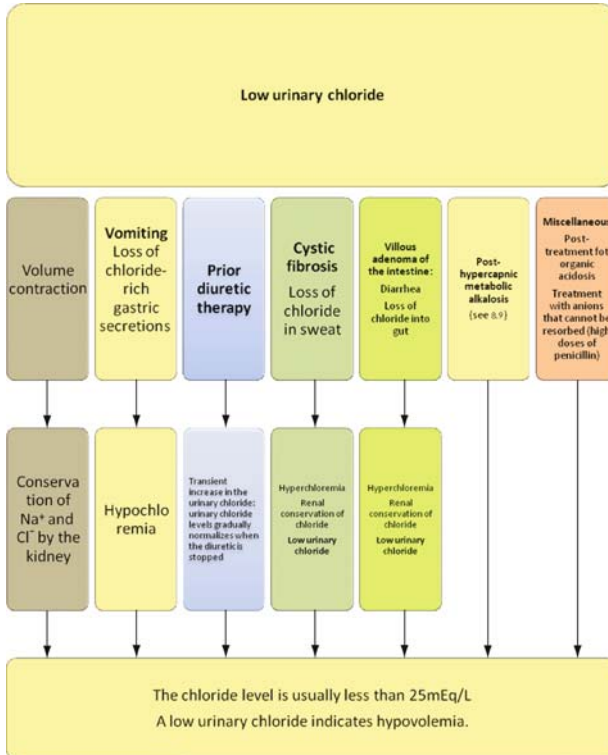 Low urinary chloride
Volume
contraction
Vomiting
Loss of
chloride-
rich
gastric
secretions
Prior
diuretic
therapy
Cystic
fibrosis
Loss of
chloride
in sweat
Villous
adenoma of
the intestine:
Diarrhea
Loss of
chloride into
gut
Post-
hypercapnic
metabolic
alkalosis
(see 8.9)
Miscellaneous
Post-
treatment fot
organic
acidosis
Treatment
with anions
that cannot be
resorbed (high
doses of
penicillin)
Conserva
tion of
Na⁺ and
Cl⁻ by the
kidney
Hypochlo
remia
Transient
increase in the
urinary chloride:
urinary chloride
levels gradually
normalizes when
the diuretic is
stopped
Hyperchloremia
Renal
conservation of
chloride
Low urinary
chloride
Hyperchloremia
Renal
conservation of
chloride
Low urinary
chloride
The chloride level is usually less than 25mEq/L
A low urinary chloride indicates hypovolemia.